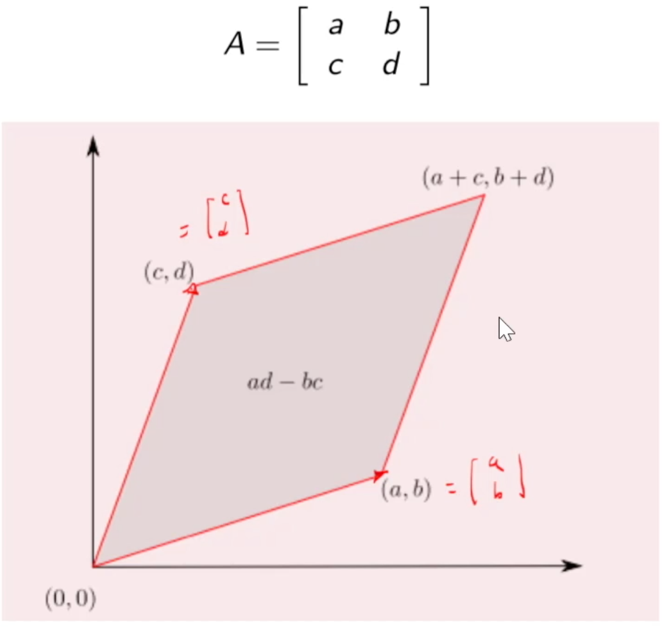 A = [ a b
c d ]
(a + c, b + d)
= [ c
d ]
(c, d)
ad − bc
(a, b) = [ a
b ]
(0, 0)